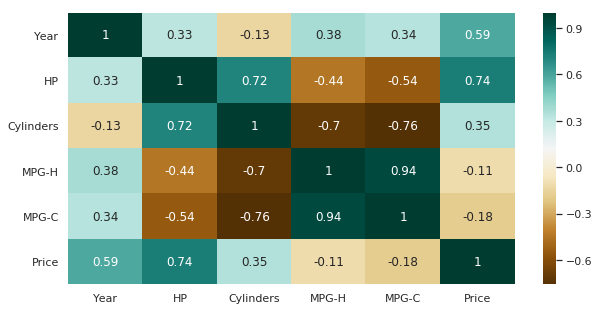 Year 1 0.33 -0.13 0.38 0.34 0.59
HP 0.33 1 0.72 -0.44 -0.54 0.74
Cylinders -0.13 0.72 1 -0.7 -0.76 0.35
MPG-H 0.38 -0.44 -0.7 1 0.94 -0.11
MPG-C 0.34 -0.54 -0.76 0.94 1 -0.18
Price 0.59 0.74 0.35 -0.11 -0.18 1
Year HP Cylinders MPG-H MPG-C Price
0.9
0.6
0.3
0.0
−0.3
−0.6